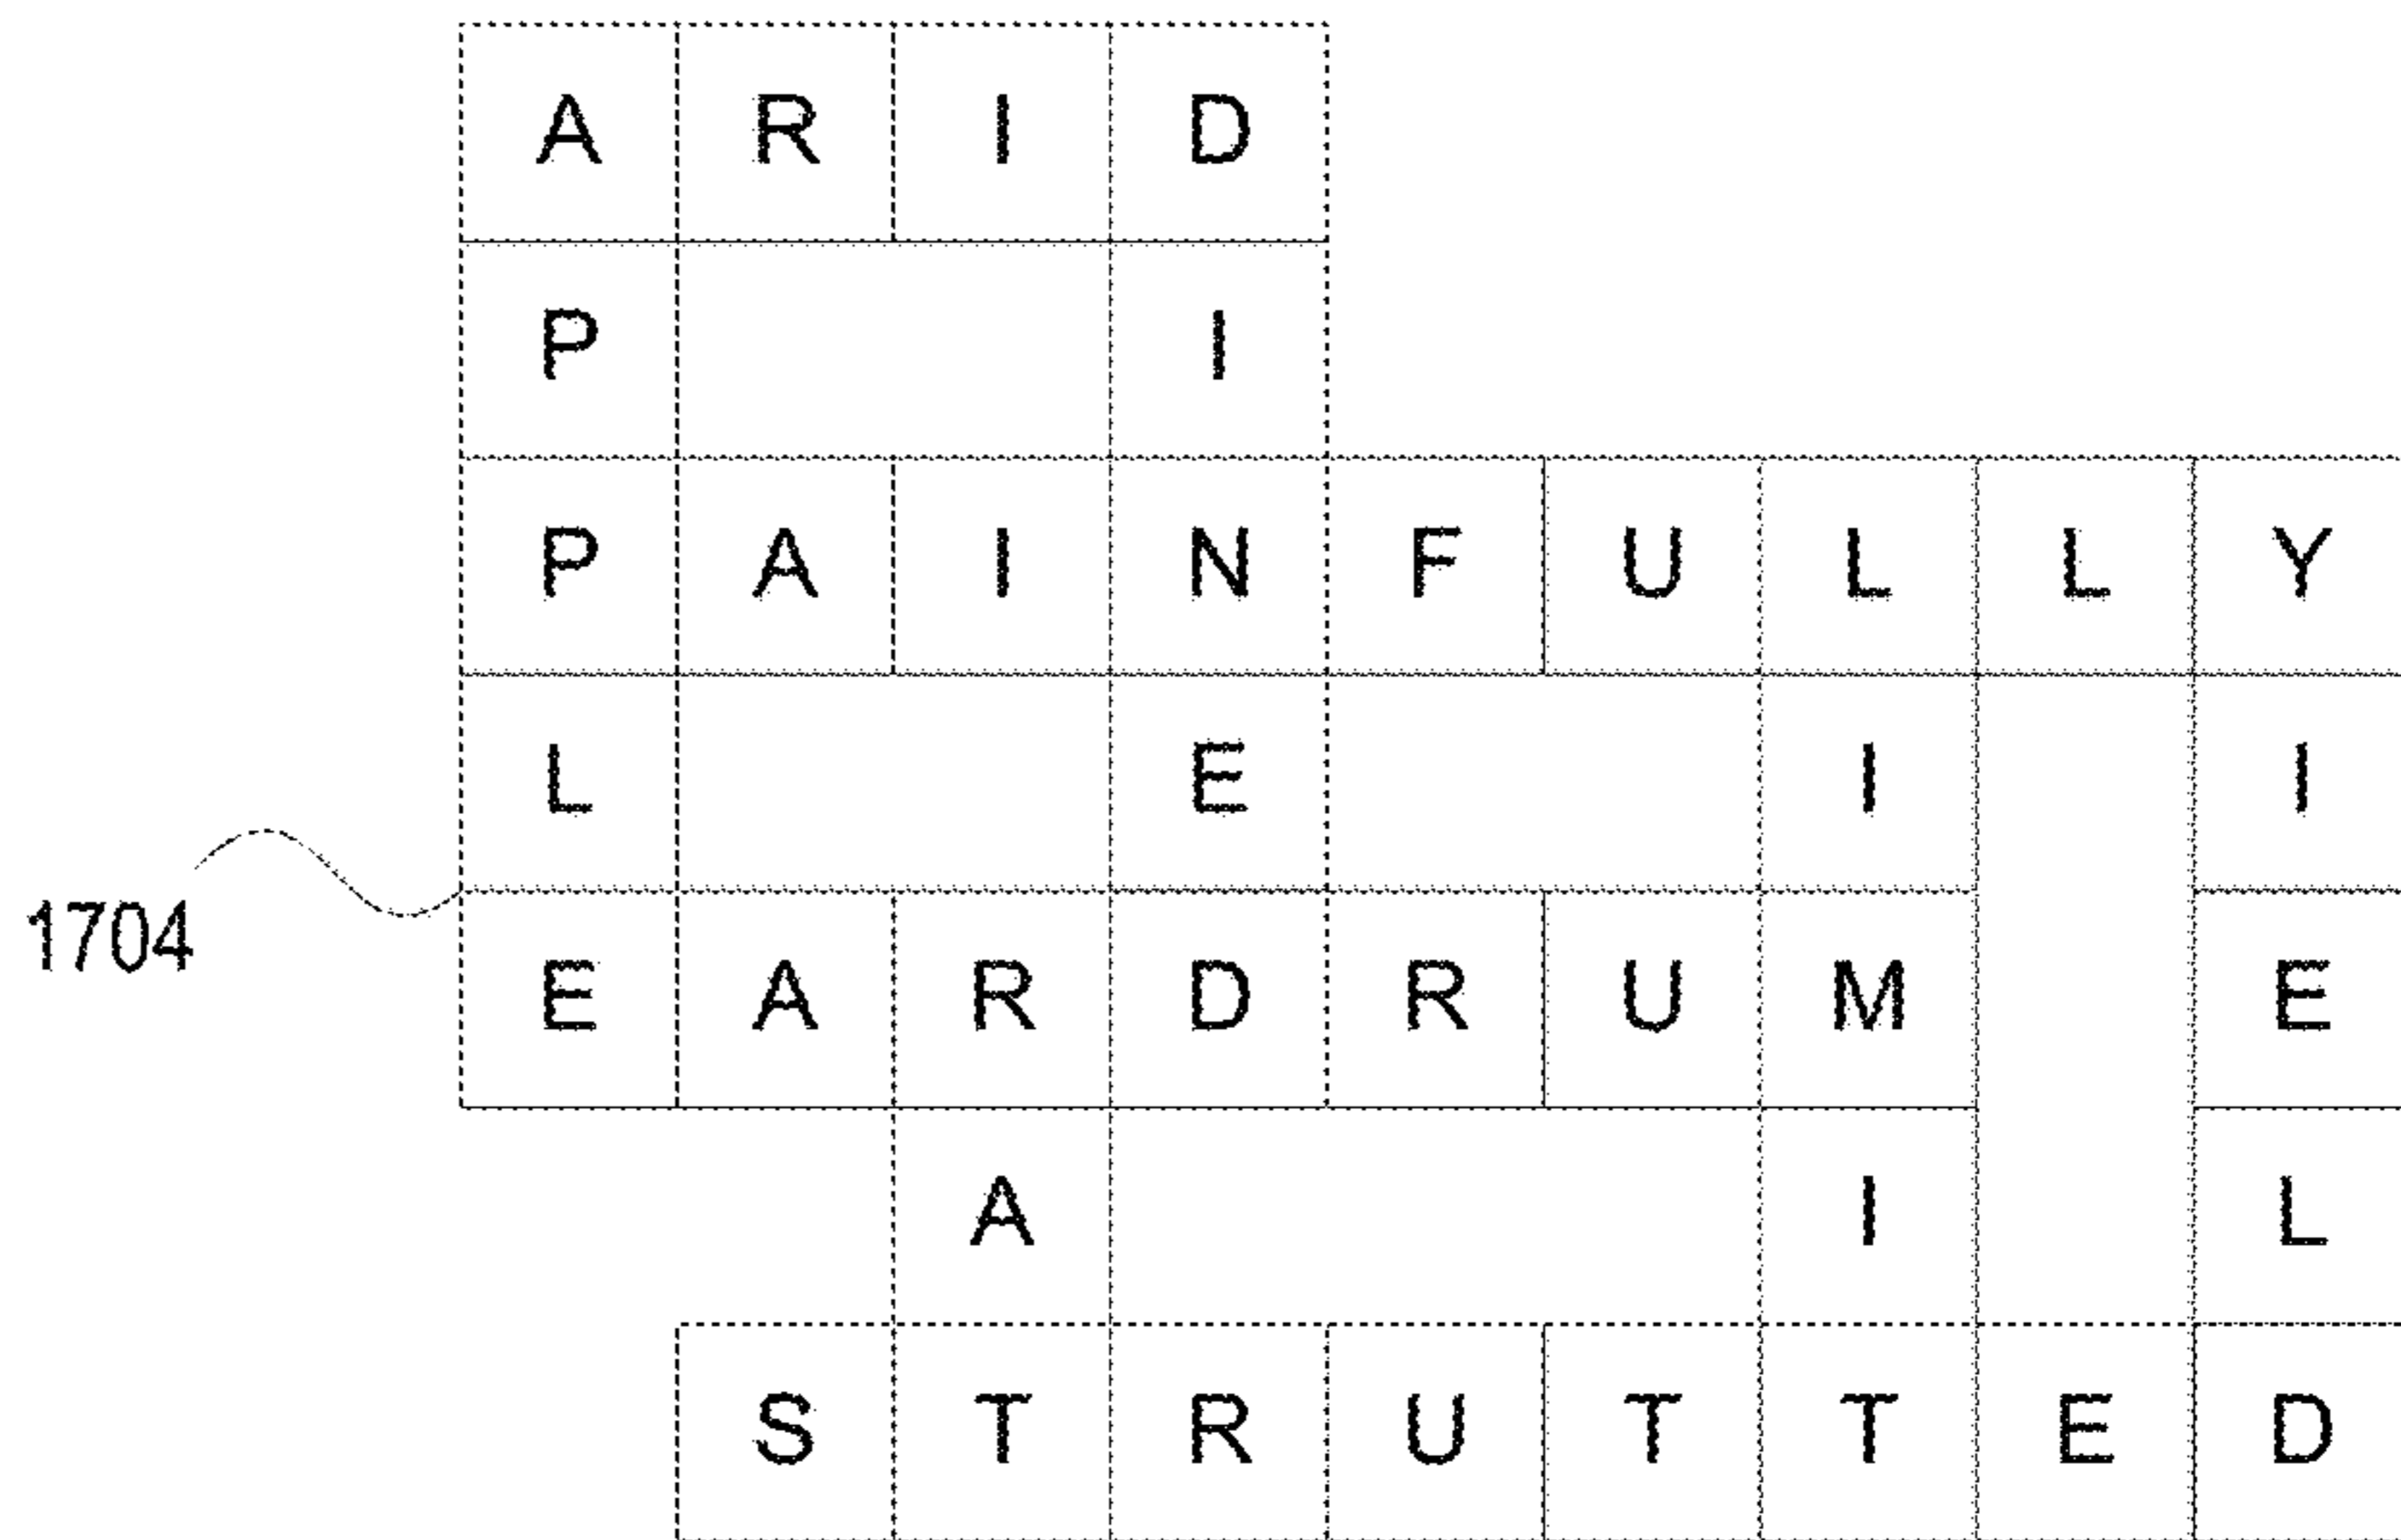 A R I D
P I
P A I N F U L L Y
L E I I
1704
E A R D R U M E
A I L
S T R U T T E D